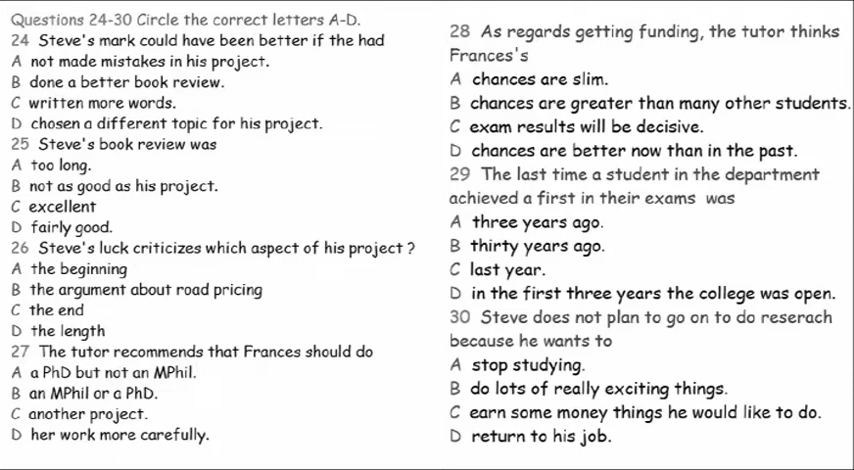 Questions 24-30 Circle the correct letters A-D.
24 Steve's mark could have been better if the had
A not made mistakes in his project.
B done a better book review.
C written more words.
D chosen a different topic for his project.
25 Steve's book review was
A too long.
B not as good as his project.
C excellent
D fairly good.
26 Steve's luck criticizes which aspect of his project ?
A the beginning
B the argument about road pricing
C the end
D the length
27 The tutor recommends that Frances should do
A a PhD but not an MPhil.
B an MPhil or a PhD.
C another project.
D her work more carefully.
28 As regards getting funding, the tutor thinks
Frances's
A chances are slim.
B chances are greater than many other students.
C exam results will be decisive.
D chances are better now than in the past.
29 The last time a student in the department
achieved a first in their exams was
A three years ago.
B thirty years ago.
C last year.
D in the first three years the college was open.
30 Steve does not plan to go on to do reserach
because he wants to
A stop studying.
B do lots of really exciting things.
C earn some money things he would like to do.
D return to his job.